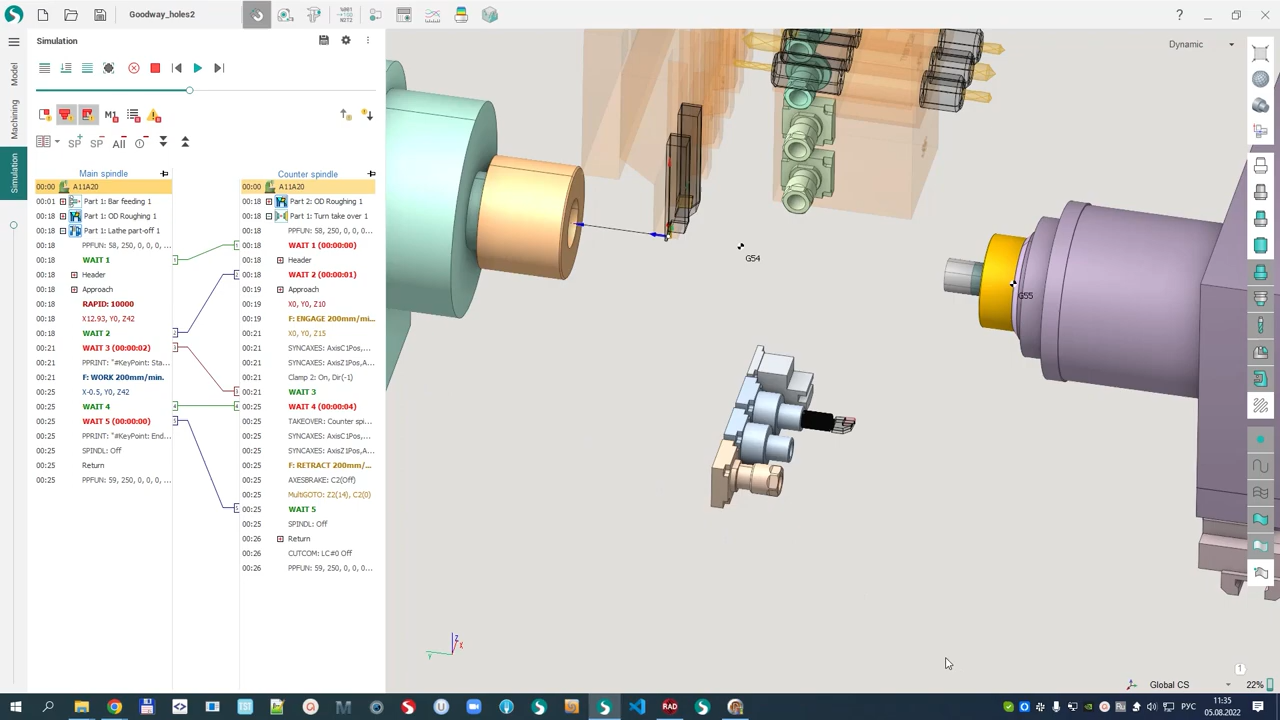 Goodway_holes2
Simulation
Model
Machining
Simulation
M1
SP
SP
All
Main spindle
00:00 A11A20
00:01 Part 1: Bar feeding 1
00:18 Part 1: OD Roughing 1
00:18 Part 1: Lathe part-off 1
00:18 PPFUN: 58, 250, 0, 0, 0...
00:18 WAIT 1
00:18 Header
00:18 Approach
00:18 RAPID: 10000
00:18 X12.93, Y0, Z42
00:18 WAIT 2
00:21 WAIT 3 (00:00:02)
00:21 PPRINT: "#KeyPoint: Sta...
00:21 F: WORK 200mm/min.
00:25 X-0.5, Y0, Z42
00:25 WAIT 4
00:25 WAIT 5 (00:00:00)
00:25 PPRINT: "#KeyPoint: End...
00:25 SPINDL: Off
00:25 Return
00:25 PPFUN: 59, 250, 0, 0, 0...
Counter spindle
00:00 A11A20
00:18 Part 2: OD Roughing 1
00:18 Part 1: Turn take over 1
00:18 PPFUN: 58, 250, 0, 0, 0...
00:18 WAIT 1 (00:00:00)
00:18 Header
00:18 WAIT 2 (00:00:01)
00:19 Approach
00:19 X0, Y0, Z10
00:19 F: ENGAGE 200mm/mi...
00:21 X0, Y0, Z15
00:21 SYNCAXES: AxisC1Pos,...
00:21 SYNCAXES: AxisZ1Pos,A...
00:21 Clamp 2: On, Dir(-1)
00:21 WAIT 3
00:25 WAIT 4 (00:00:04)
00:25 TAKEOVER: Counter spi...
00:25 SYNCAXES: AxisC1Pos,...
00:25 SYNCAXES: AxisZ1Pos,A...
00:25 F: RETRACT 200mm/...
00:25 AXESBRAKE: C2(Off)
00:25 MultiGOTO: Z2(14), C2(0)
00:25 WAIT 5
00:25 SPINDL: Off
00:26 Return
00:26 CUTCOM: LC#0 Off
00:26 PPFUN: 59, 250, 0, 0, 0...
Dynamic
G54
G55
Z
X
Y
1
Global CS
22%
1ST
RAD
РУС
11:35
05.08.2022